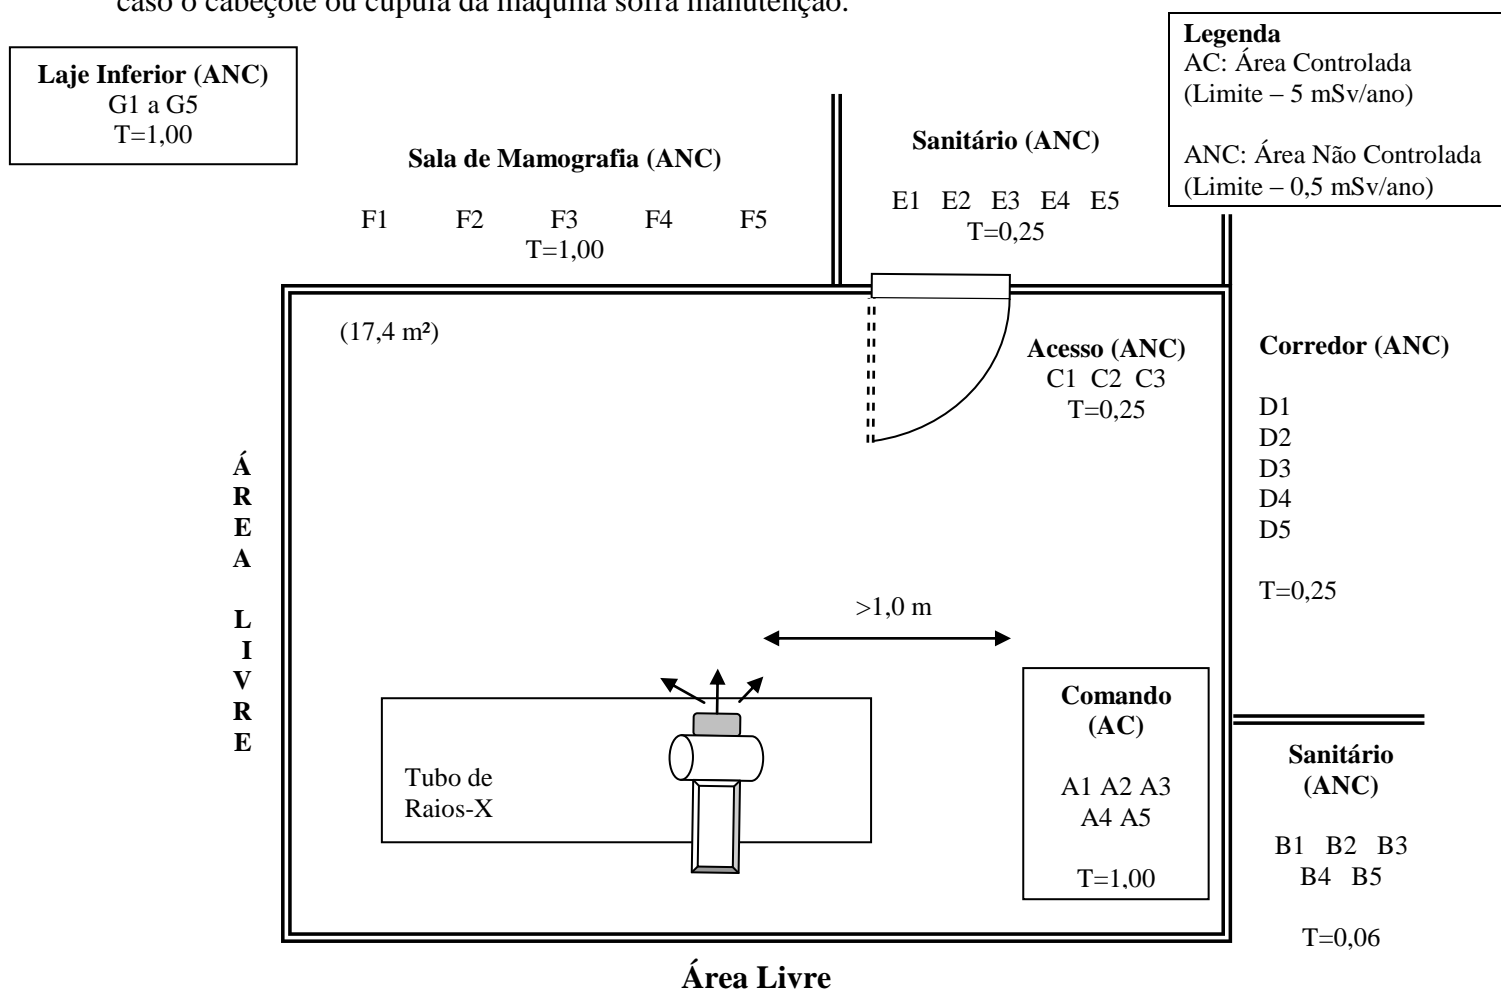 caso o cabeçote ou cúpula da máquina sofra manutenção.
Laje Inferior (ANC)
G1 a G5
T=1,00
Legenda
AC: Área Controlada
(Limite – 5 mSv/ano)
ANC: Área Não Controlada
(Limite – 0,5 mSv/ano)
Sala de Mamografia (ANC)
F1 F2 F3 F4 F5
T=1,00
Sanitário (ANC)
E1 E2 E3 E4 E5
T=0,25
(17,4 m²)
Acesso (ANC)
C1 C2 C3
T=0,25
Corredor (ANC)
D1
D2
D3
D4
D5
T=0,25
ÁREA LIVRE
>1,0 m
Tubo de
Raios-X
Comando
(AC)
A1 A2 A3
A4 A5
T=1,00
Sanitário
(ANC)
B1 B2 B3
B4 B5
T=0,06
Área Livre